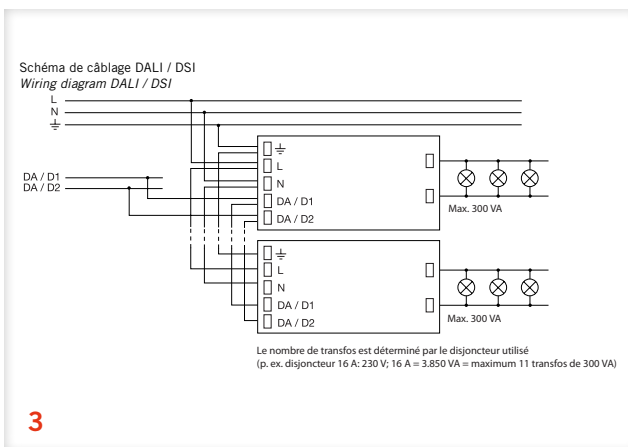 Schéma de câblage DALI / DSI
Wiring diagram DALI / DSI
L
N
DA / D1
DA / D2
L
N
DA / D1
DA / D2
Max. 300 VA
L
N
DA / D1
DA / D2
Max. 300 VA
Le nombre de transfos est déterminé par le disjoncteur utilisé
(p. ex. disjoncteur 16 A: 230 V; 16 A = 3.850 VA = maximum 11 transfos de 300 VA)
3